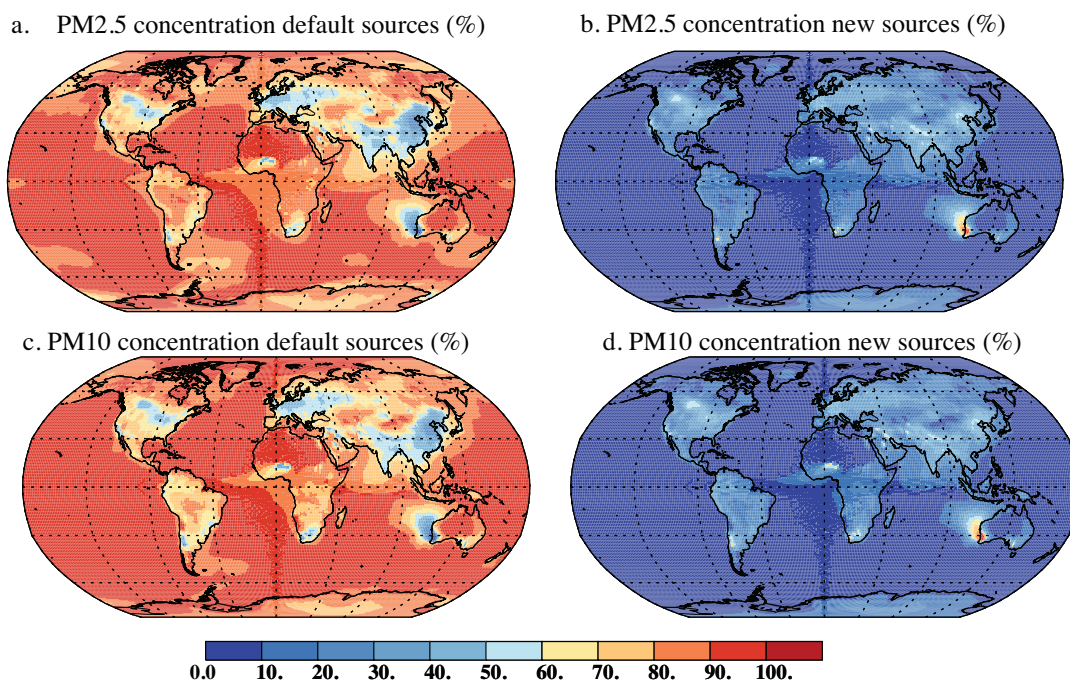 a. PM2.5 concentration default sources (%)
b. PM2.5 concentration new sources (%)
c. PM10 concentration default sources (%)
d. PM10 concentration new sources (%)
0.0 10. 20. 30. 40. 50. 60. 70. 80. 90. 100.